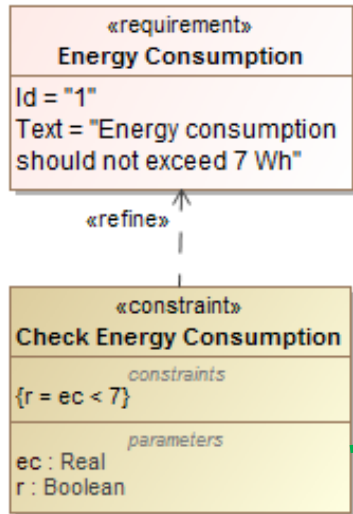 «requirement»
Energy Consumption
Id = "1"
Text = "Energy consumption
should not exceed 7 Wh"
«refine»
«constraint»
Check Energy Consumption
constraints
{r = ec < 7}
parameters
ec : Real
r : Boolean